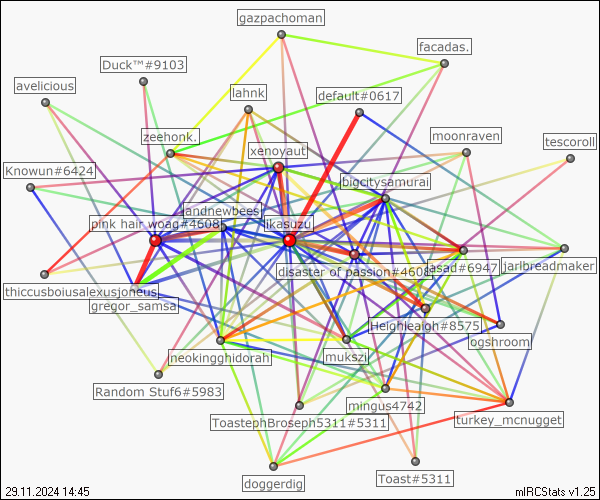 gazpachoman
facadas.
Duck™#9103
avelicious
lahnk
default#0617
zeehonk.
moonraven
tescoroll
xenoyaut
Knowun#6424
bigcitysamurai
andnewbees
pink hair woag#4608
ikasuzu
asad#6947
jarlbreadmaker
disaster of passion#4608
thiccusboiusalexusjoneus
gregor_samsa
Heighleaigh#8575
ogshroom
neokingghidorah
mukszi
Random Stuf6#5983
mingus4742
ToastephBroseph5311#5311
turkey_mcnugget
doggerdig
Toast#5311
29.11.2024 14:45
mIRCStats v1.25